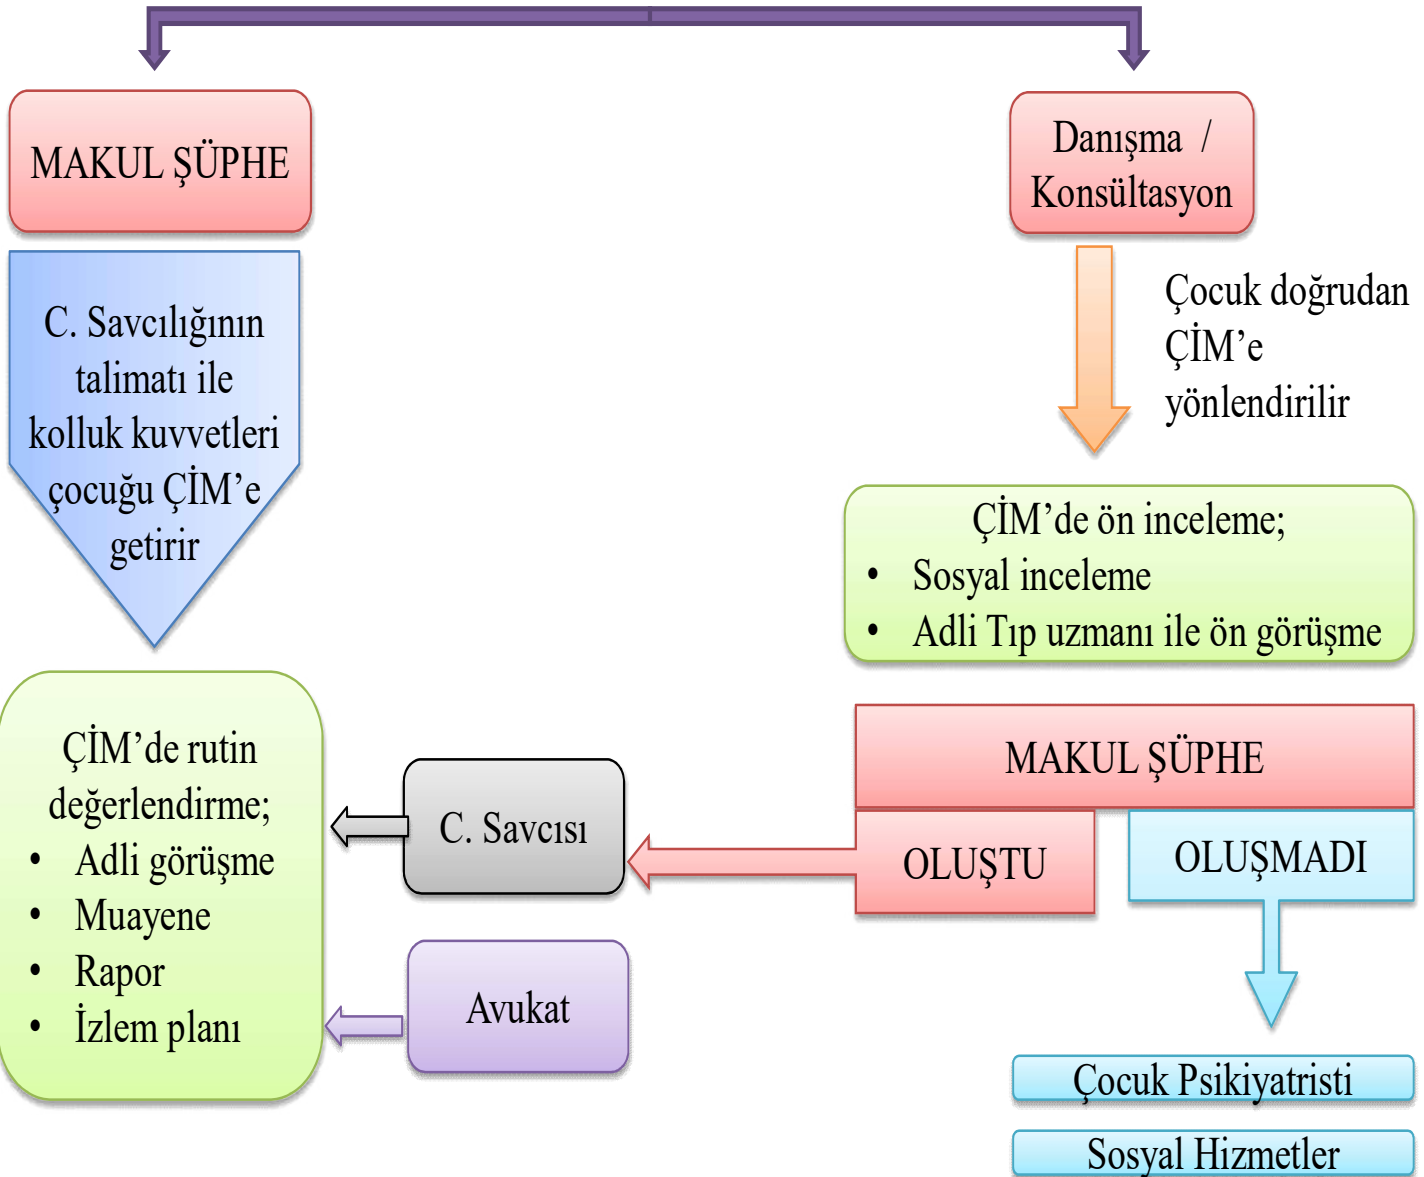 MAKUL ŞÜPHE
C. Savcılığının
talimatı ile
kolluk kuvvetleri
çocuğu ÇİM’e
getirir
ÇİM’de rutin
değerlendirme;
• Adli görüşme
• Muayene
• Rapor
• İzlem planı
C. Savcısı
Avukat
Danışma /
Konsültasyon
Çocuk doğrudan
ÇİM’e
yönlendirilir
ÇİM’de ön inceleme;
• Sosyal inceleme
• Adli Tıp uzmanı ile ön görüşme
MAKUL ŞÜPHE
OLUŞTU
OLUŞMADI
Çocuk Psikiyatristi
Sosyal Hizmetler